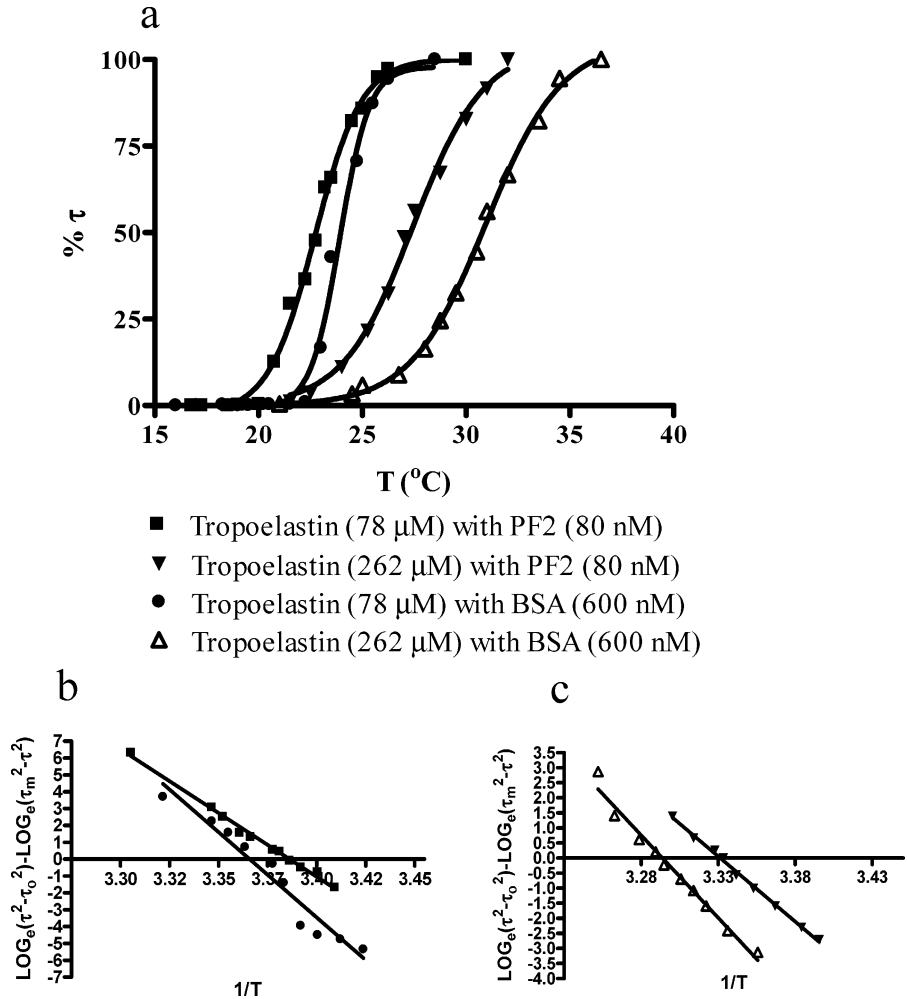 a
100
75
50
25
0
% τ
15 20 25 30 35 40
T (°C)
Tropoelastin (78 μM) with PF2 (80 nM)
Tropoelastin (262 μM) with PF2 (80 nM)
Tropoelastin (78 μM) with BSA (600 nM)
Tropoelastin (262 μM) with BSA (600 nM)
b
LOGe(τ²-τo²)-LOGe(τm²-τ²)
7
6
5
4
3
2
1
0
-1
-2
-3
-4
-5
-6
-7
3.30 3.32 3.35 3.38 3.40 3.42 3.45
1/T
c
LOGe(τ²-τo²)-LOGe(τm²-τ²)
3.5
3.0
2.5
2.0
1.5
1.0
0.5
0.0
-0.5
-1.0
-1.5
-2.0
-2.5
-3.0
-3.5
-4.0
3.28 3.33 3.38 3.43
1/T